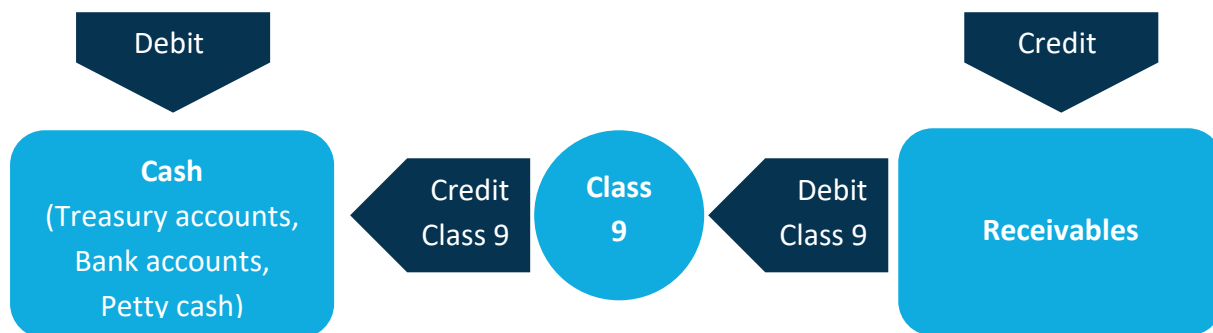 Debit
Credit
Cash
(Treasury accounts,
Bank accounts,
Petty cash)
Credit
Class 9
Class
9
Debit
Class 9
Receivables